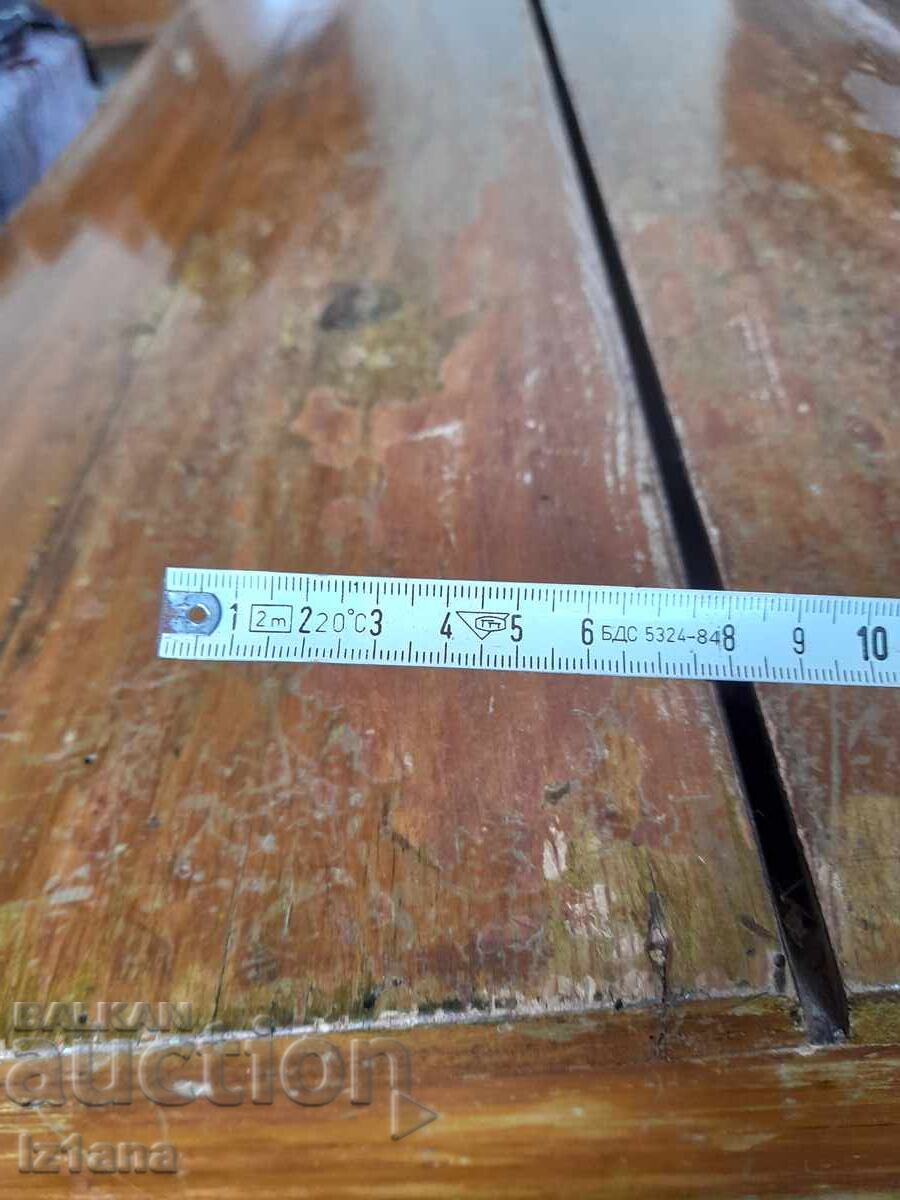 1 2m 2 20°C 3 4 5 6 БДС 5324-84 8 9 10
BALKAN
auction
iz1ana